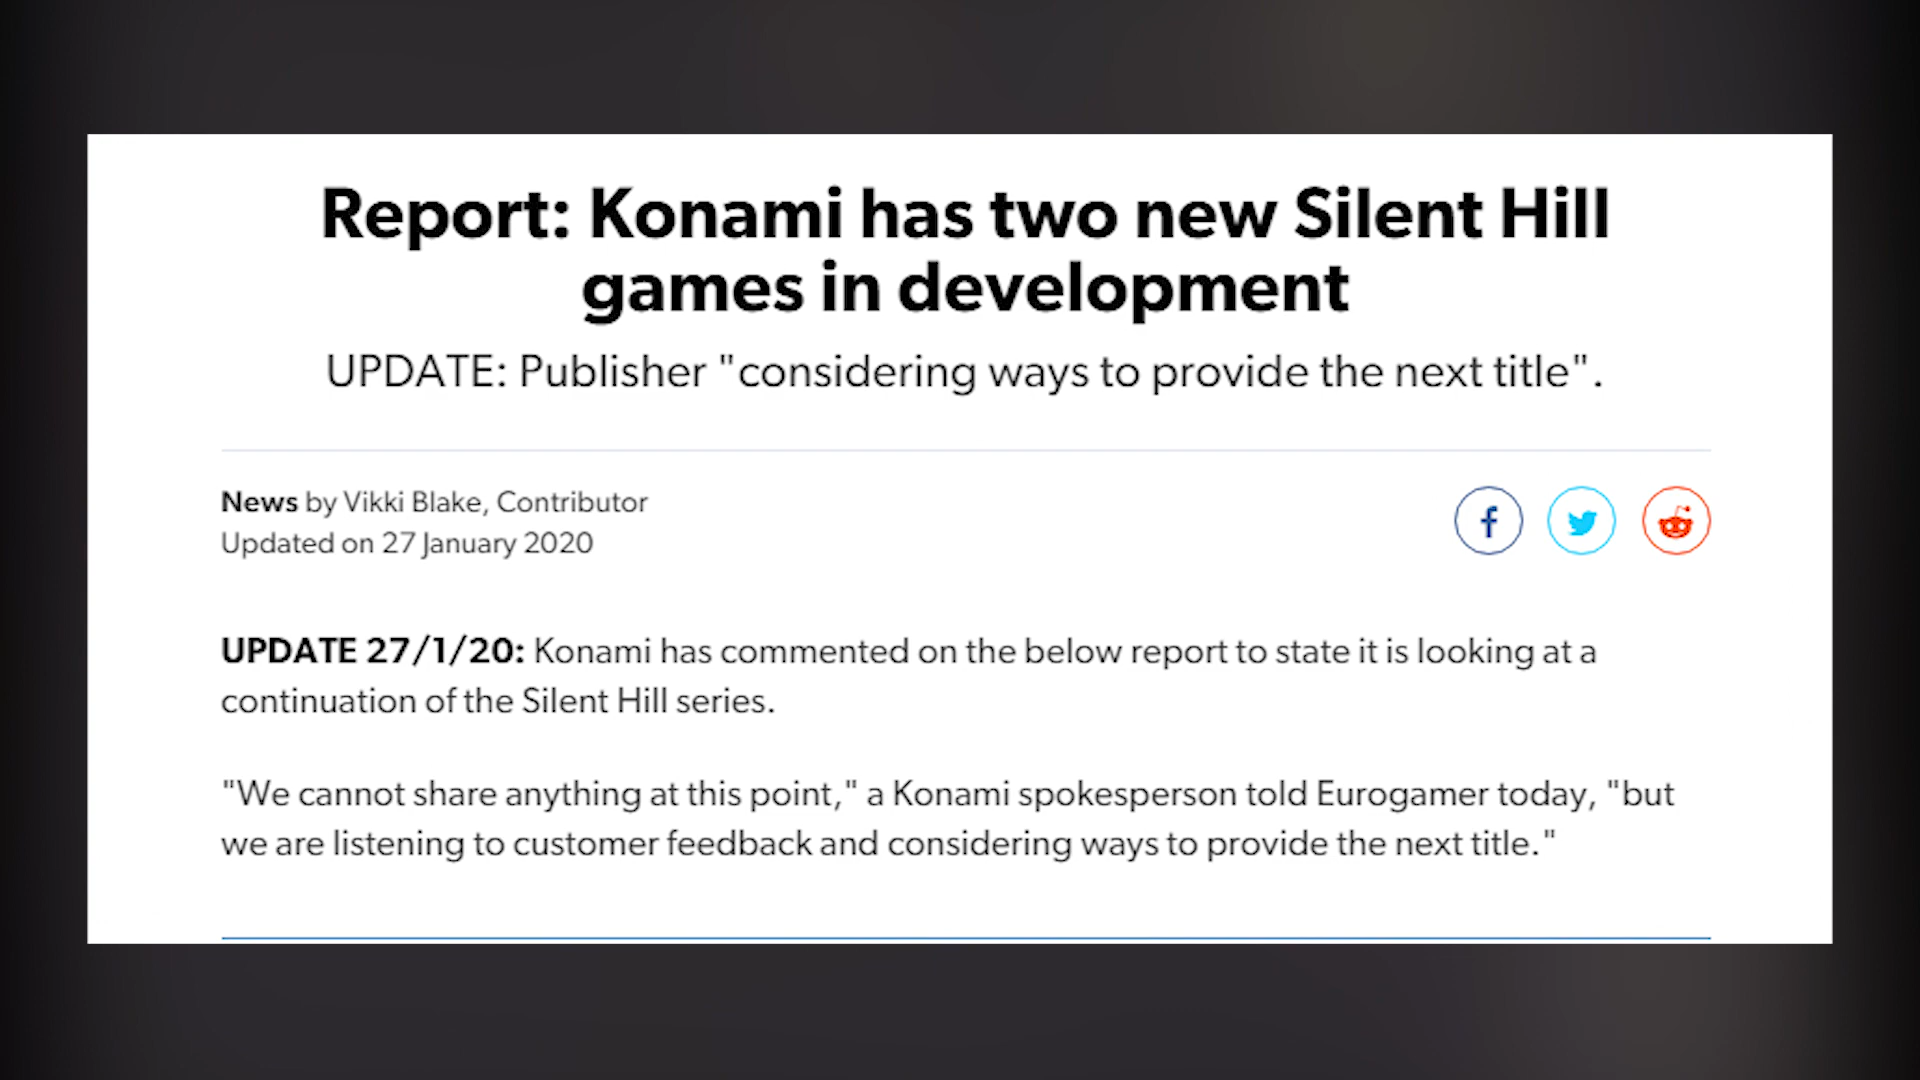 Report: Konami has two new Silent Hill
games in development
UPDATE: Publisher "considering ways to provide the next title".
News by Vikki Blake, Contributor
Updated on 27 January 2020
UPDATE 27/1/20: Konami has commented on the below report to state it is looking at a
continuation of the Silent Hill series.
"We cannot share anything at this point," a Konami spokesperson told Eurogamer today, "but
we are listening to customer feedback and considering ways to provide the next title."